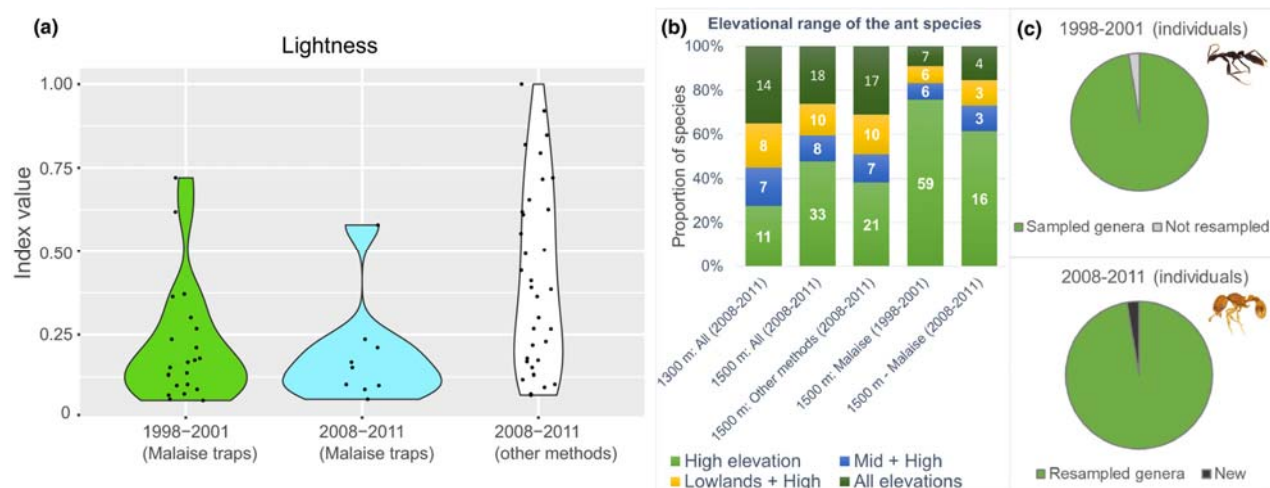 (a)
Lightness
Index value
1.00
0.75
0.50
0.25
0
1998−2001
(Malaise traps)
2008−2011
(Malaise traps)
2008−2011
(other methods)
(b)
Elevational range of the ant species
Proportion of species
100%
80%
60%
40%
20%
0%
14
8
7
11
18
10
8
33
17
10
7
21
7
6
6
59
4
3
3
16
1300 m: All (2008-2011)
1500 m: All (2008-2011)
1500 m: Other methods (2008-2011)
1500 m: Malaise (1998-2001)
1500 m - Malaise (2008-2011)
High elevation
Mid + High
Lowlands + High
All elevations
(c)
1998-2001 (individuals)
Sampled genera
Not resampled
2008-2011 (individuals)
Resampled genera
New